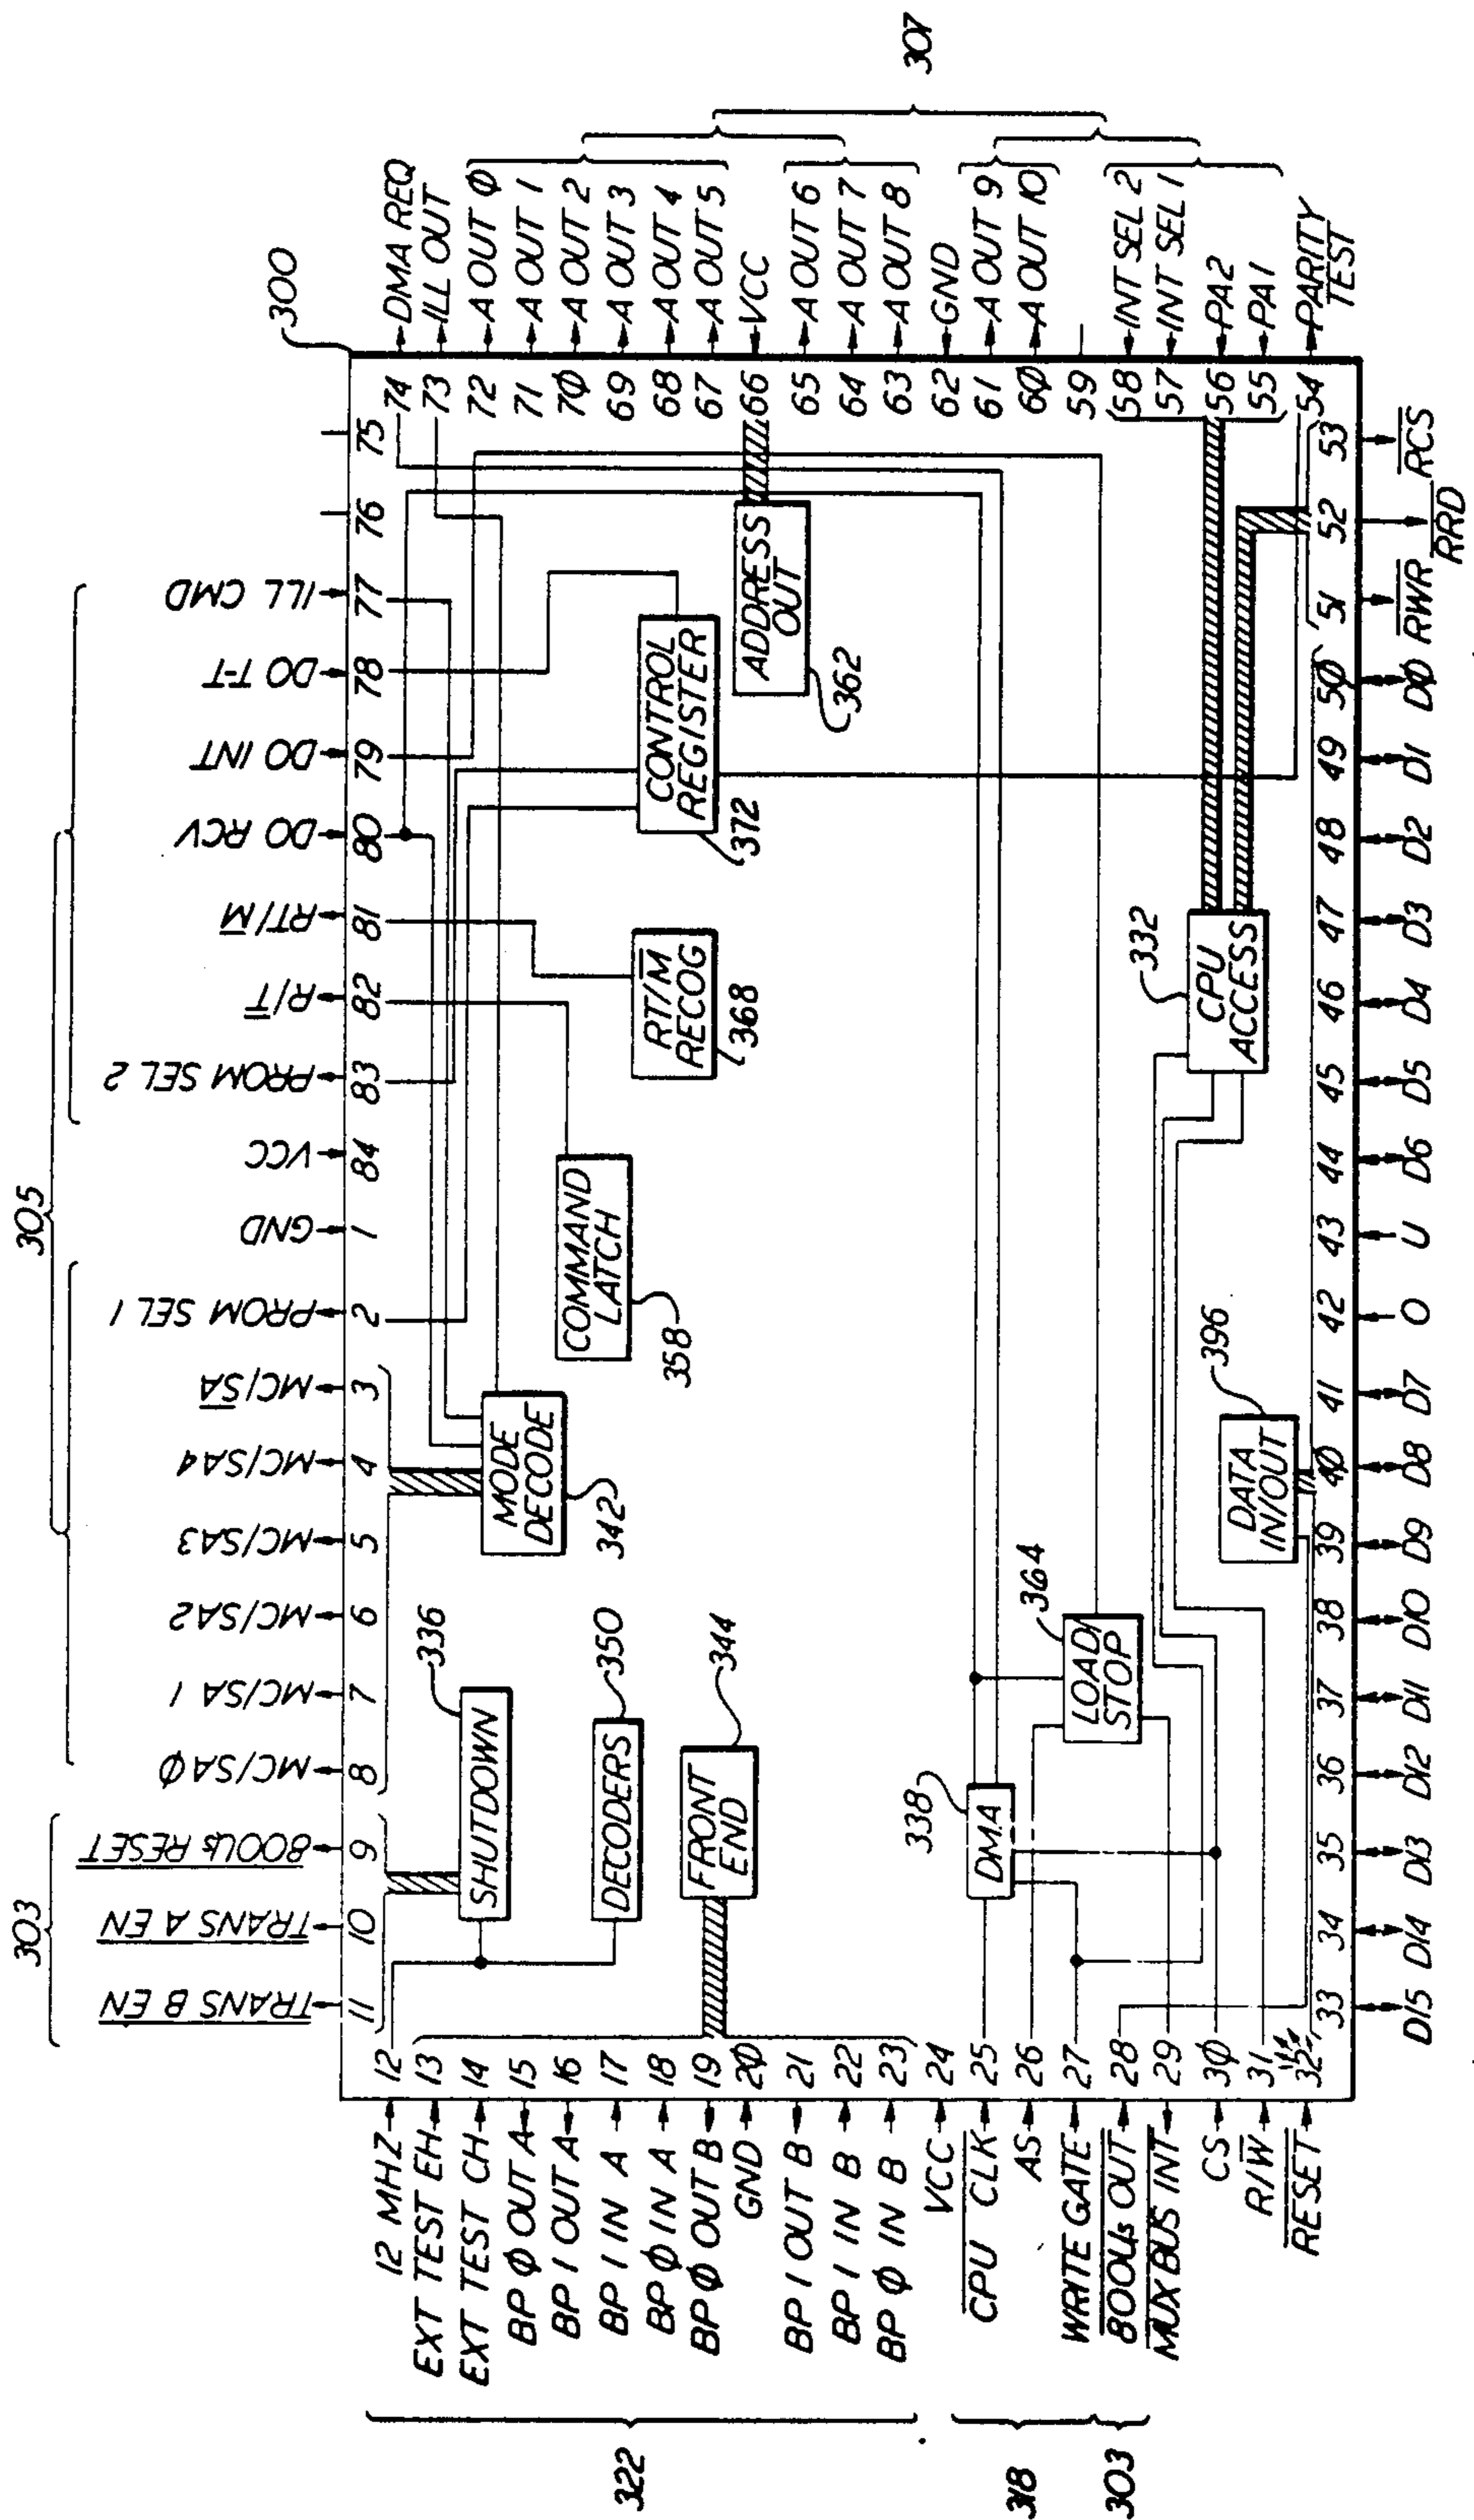 303
305
TRANS B EN
TRANS A EN
800Us RESET
MC/SAØ
MC/SA 1
MC/SA2
MC/SA3
MC/SA4
MC/S̅A̅
PROM SEL 1
GND
VCC
PROM SEL 2
R/T̅
RT/M̅
DO RCV
DO INT
DO T-T
ILL CMD
300
11
10
9
8
7
6
5
4
3
2
1
84
83
82
81
80
79
78
77
76
75
12 MHZ
EXT TEST EH
EXT TEST CH
BP Ø OUT A
BP 1 OUT A
BP 1 IN A
BP Ø IN A
BP Ø OUT B
GND
BP 1 OUT B
BP 1 IN B
BP Ø IN B
VCC
CPU CLK
AS
WRITE GATE
800Us OUT
MUX BUS INT
CS
R/W̅
RESET
322
318
303
12
13
14
15
16
17
18
19
2Ø
21
22
23
24
25
26
27
28
29
3Ø
31
32
SHUTDOWN
336
DECODERS
350
FRONT
END
344
MODE
DECODE
342
COMMAND
LATCH
358
RT/M̅
RECOG
368
CONTROL
REGISTER
372
ADDRESS
OUT
362
DMA
338
LOAD/
STOP
364
CPU
ACCESS
332
DATA
IN/OUT
396
74
73
72
71
7Ø
69
68
67
66
65
64
63
62
61
6Ø
59
58
57
56
55
54
DMA REQ
ILL OUT
A OUT Ø
A OUT 1
A OUT 2
A OUT 3
A OUT 4
A OUT 5
VCC
A OUT 6
A OUT 7
A OUT 8
GND
A OUT 9
A OUT 1O
INT SEL 2
INT SEL 1
PA2
PA1
PARITY
TEST
307
33
34
35
36
37
38
39
4Ø
41
42
43
44
45
46
47
48
49
5Ø
51
52
53
D15
D14
D13
D12
D11
D10
D9
D8
D7
O
U
D6
D5
D4
D3
D2
D1
DØ
RWR
RRD
RCS